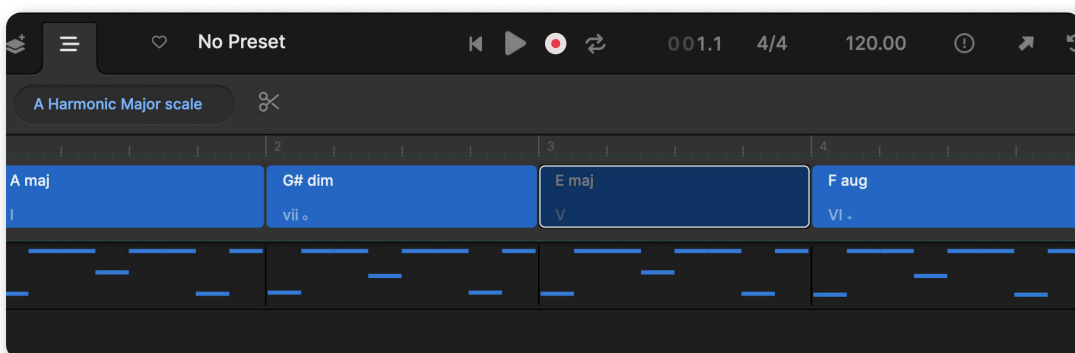 No Preset 001.1 4/4 120.00
A Harmonic Major scale
2 3 4
A maj G# dim E maj F aug
I vii o V VI +